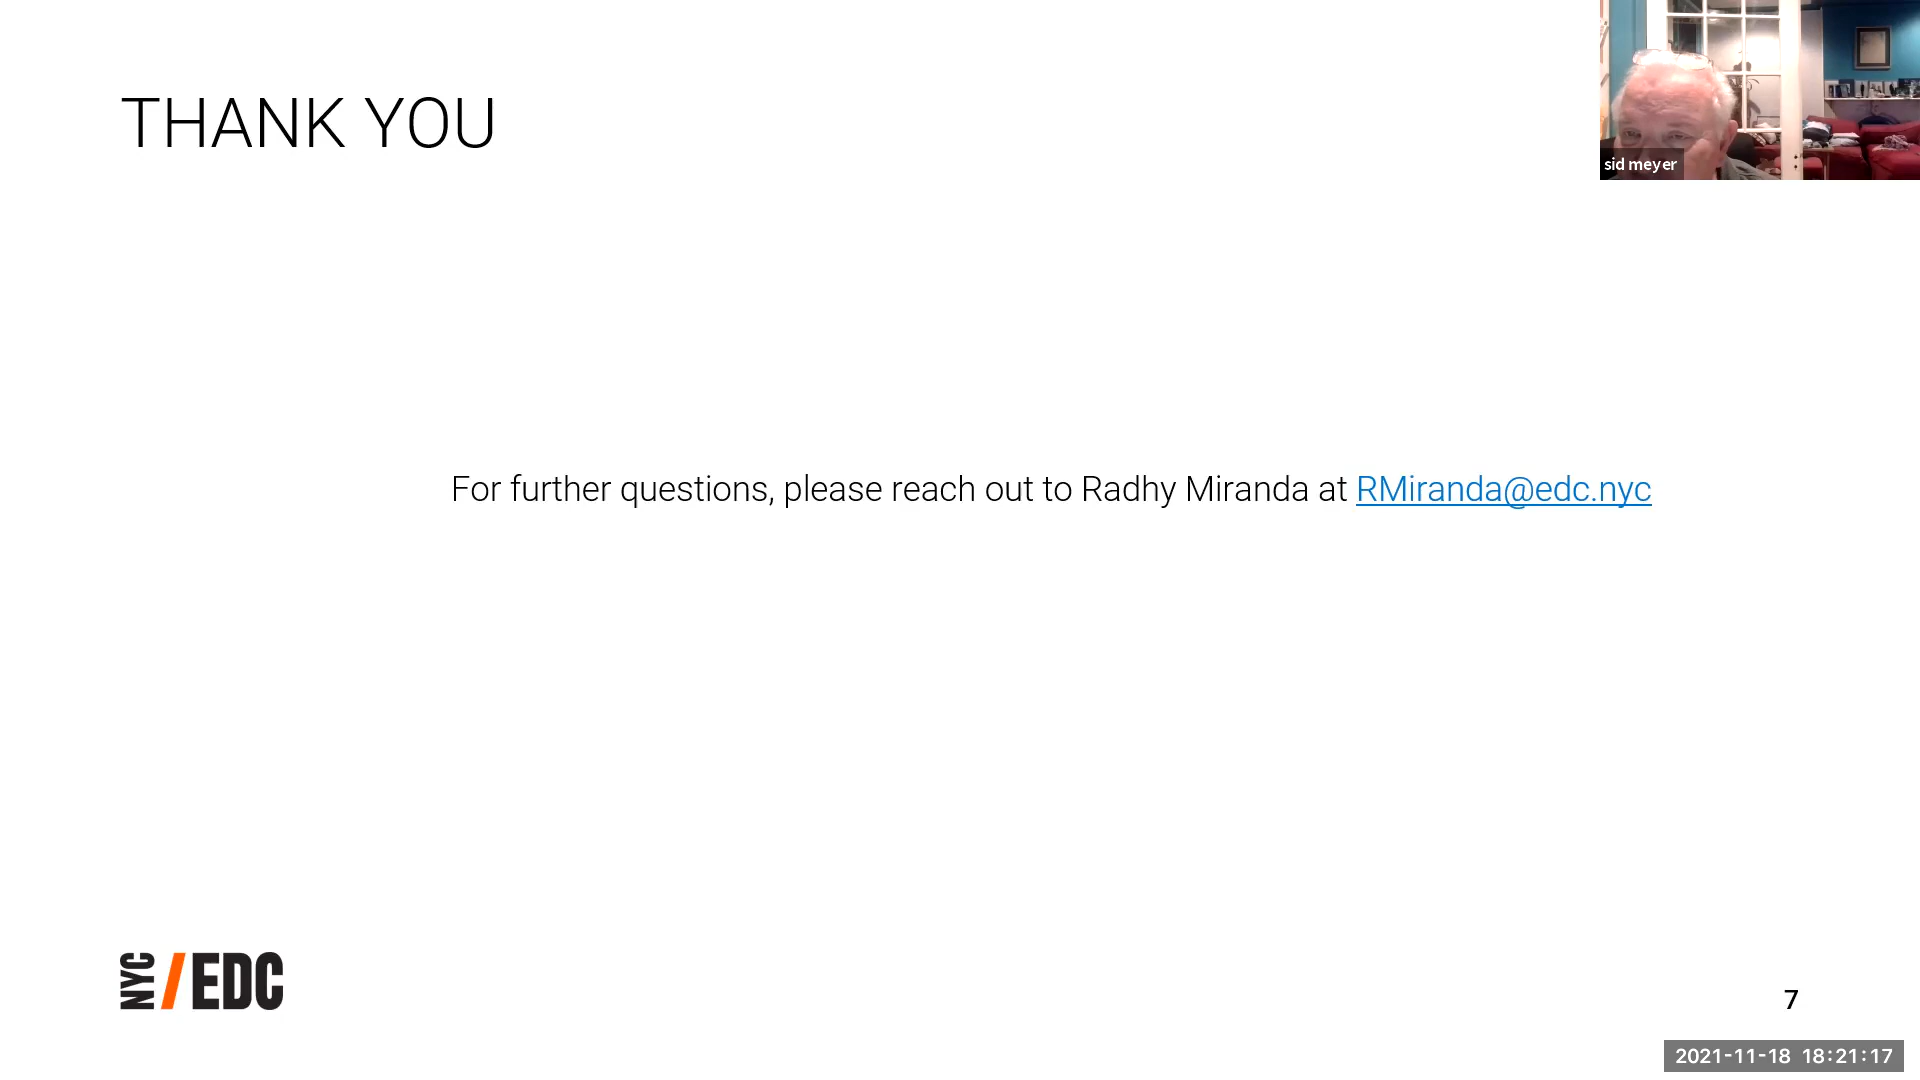 THANK YOU
sid meyer
For further questions, please reach out to Radhy Miranda at RMiranda@edc.nyc
NYC/EDC
7
2021-11-18 18:21:17